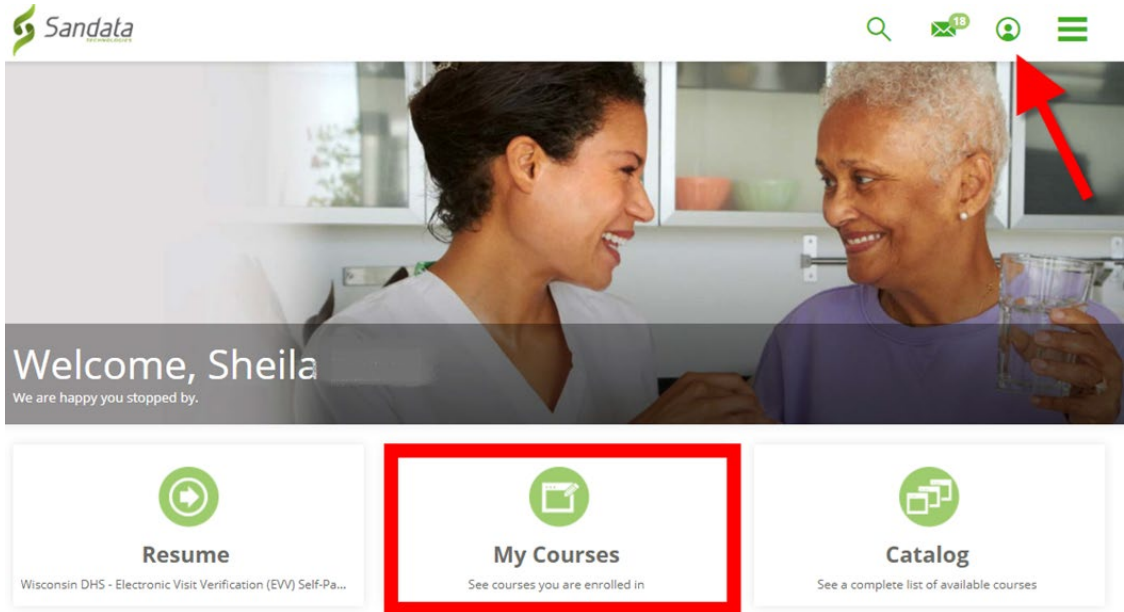 Sandata
TECHNOLOGIES
18
Welcome, Sheila
We are happy you stopped by.
Resume
Wisconsin DHS - Electronic Visit Verification (EVV) Self-Pa...
My Courses
See courses you are enrolled in
Catalog
See a complete list of available courses